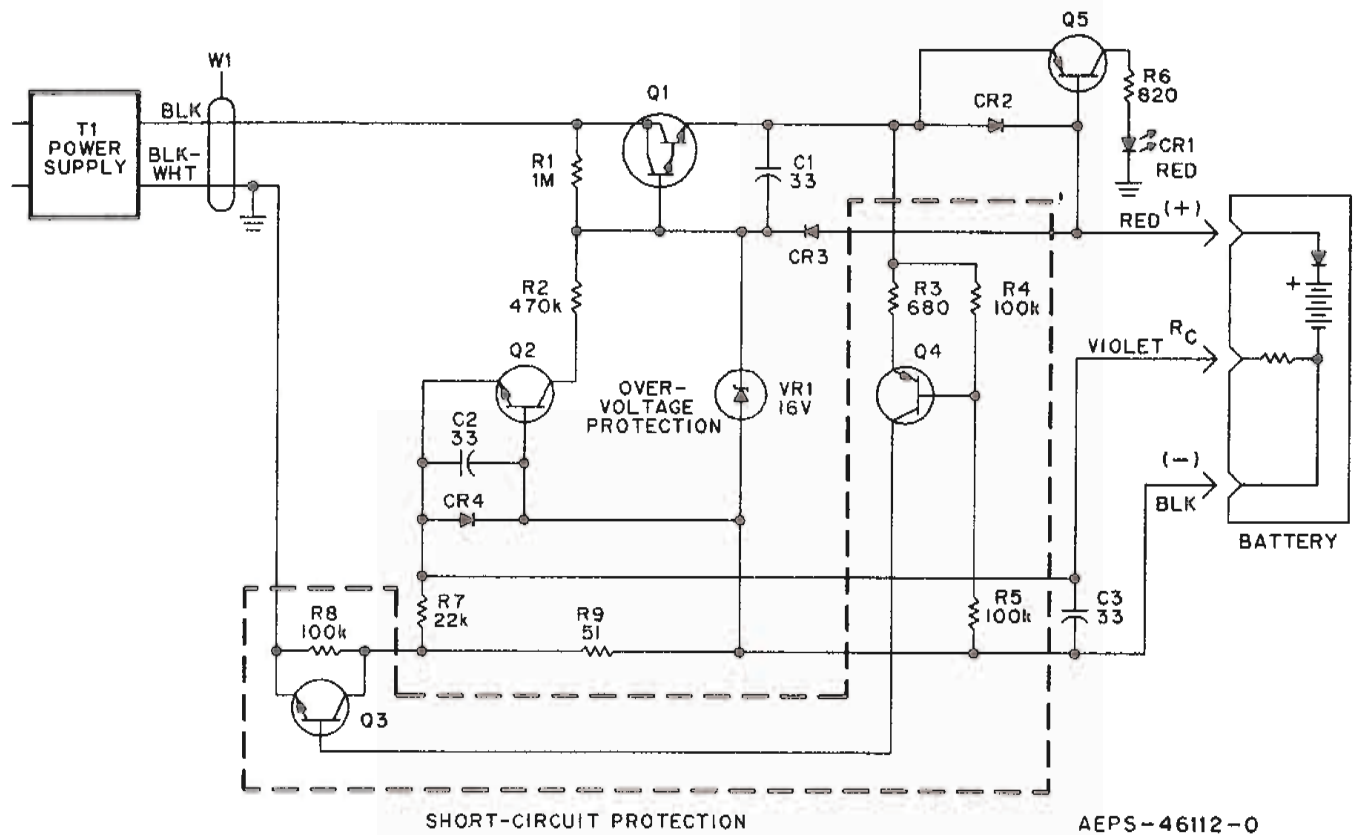 Q5
W1
R6
820
T1
POWER
SUPPLY
BLK
BLK-
WHT
Q1
CR2
CR1
RED
R1
1M
C1
33
RED (+)
CR3
R2
470k
R3
680
R4
100k
+
Q2
Q4
VIOLET RC
OVER-
VOLTAGE
PROTECTION
VR1
16V
C2
33
(-)
BLK
CR4
BATTERY
R7
22k
R9
51
R5
100k
C3
33
R8
100k
Q3
SHORT-CIRCUIT PROTECTION
AEPS-46112-O